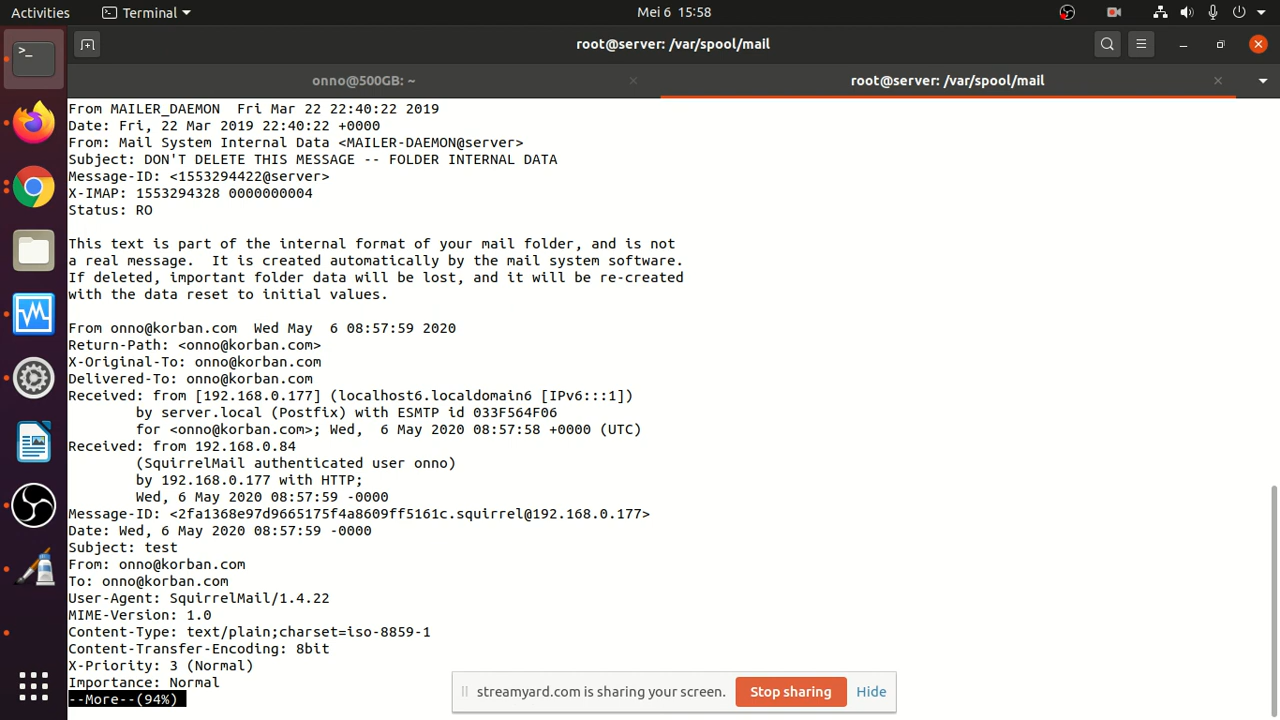 Activities
Terminal
Mei 6 15:58
root@server: /var/spool/mail
onno@500GB: ~
root@server: /var/spool/mail
From MAILER_DAEMON  Fri Mar 22 22:40:22 2019
Date: Fri, 22 Mar 2019 22:40:22 +0000
From: Mail System Internal Data <MAILER-DAEMON@server>
Subject: DON'T DELETE THIS MESSAGE -- FOLDER INTERNAL DATA
Message-ID: <1553294422@server>
X-IMAP: 1553294328 0000000004
Status: RO
This text is part of the internal format of your mail folder, and is not
a real message.  It is created automatically by the mail system software.
If deleted, important folder data will be lost, and it will be re-created
with the data reset to initial values.
From onno@korban.com  Wed May  6 08:57:59 2020
Return-Path: <onno@korban.com>
X-Original-To: onno@korban.com
Delivered-To: onno@korban.com
Received: from [192.168.0.177] (localhost6.localdomain6 [IPv6:::1])
        by server.local (Postfix) with ESMTP id 033F564F06
        for <onno@korban.com>; Wed,  6 May 2020 08:57:58 +0000 (UTC)
Received: from 192.168.0.84
        (SquirrelMail authenticated user onno)
        by 192.168.0.177 with HTTP;
        Wed, 6 May 2020 08:57:59 -0000
Message-ID: <2fa1368e97d9665175f4a8609ff5161c.squirrel@192.168.0.177>
Date: Wed, 6 May 2020 08:57:59 -0000
Subject: test
From: onno@korban.com
To: onno@korban.com
User-Agent: SquirrelMail/1.4.22
MIME-Version: 1.0
Content-Type: text/plain;charset=iso-8859-1
Content-Transfer-Encoding: 8bit
X-Priority: 3 (Normal)
Importance: Normal
--More--(94%)
streamyard.com is sharing your screen.
Stop sharing
Hide